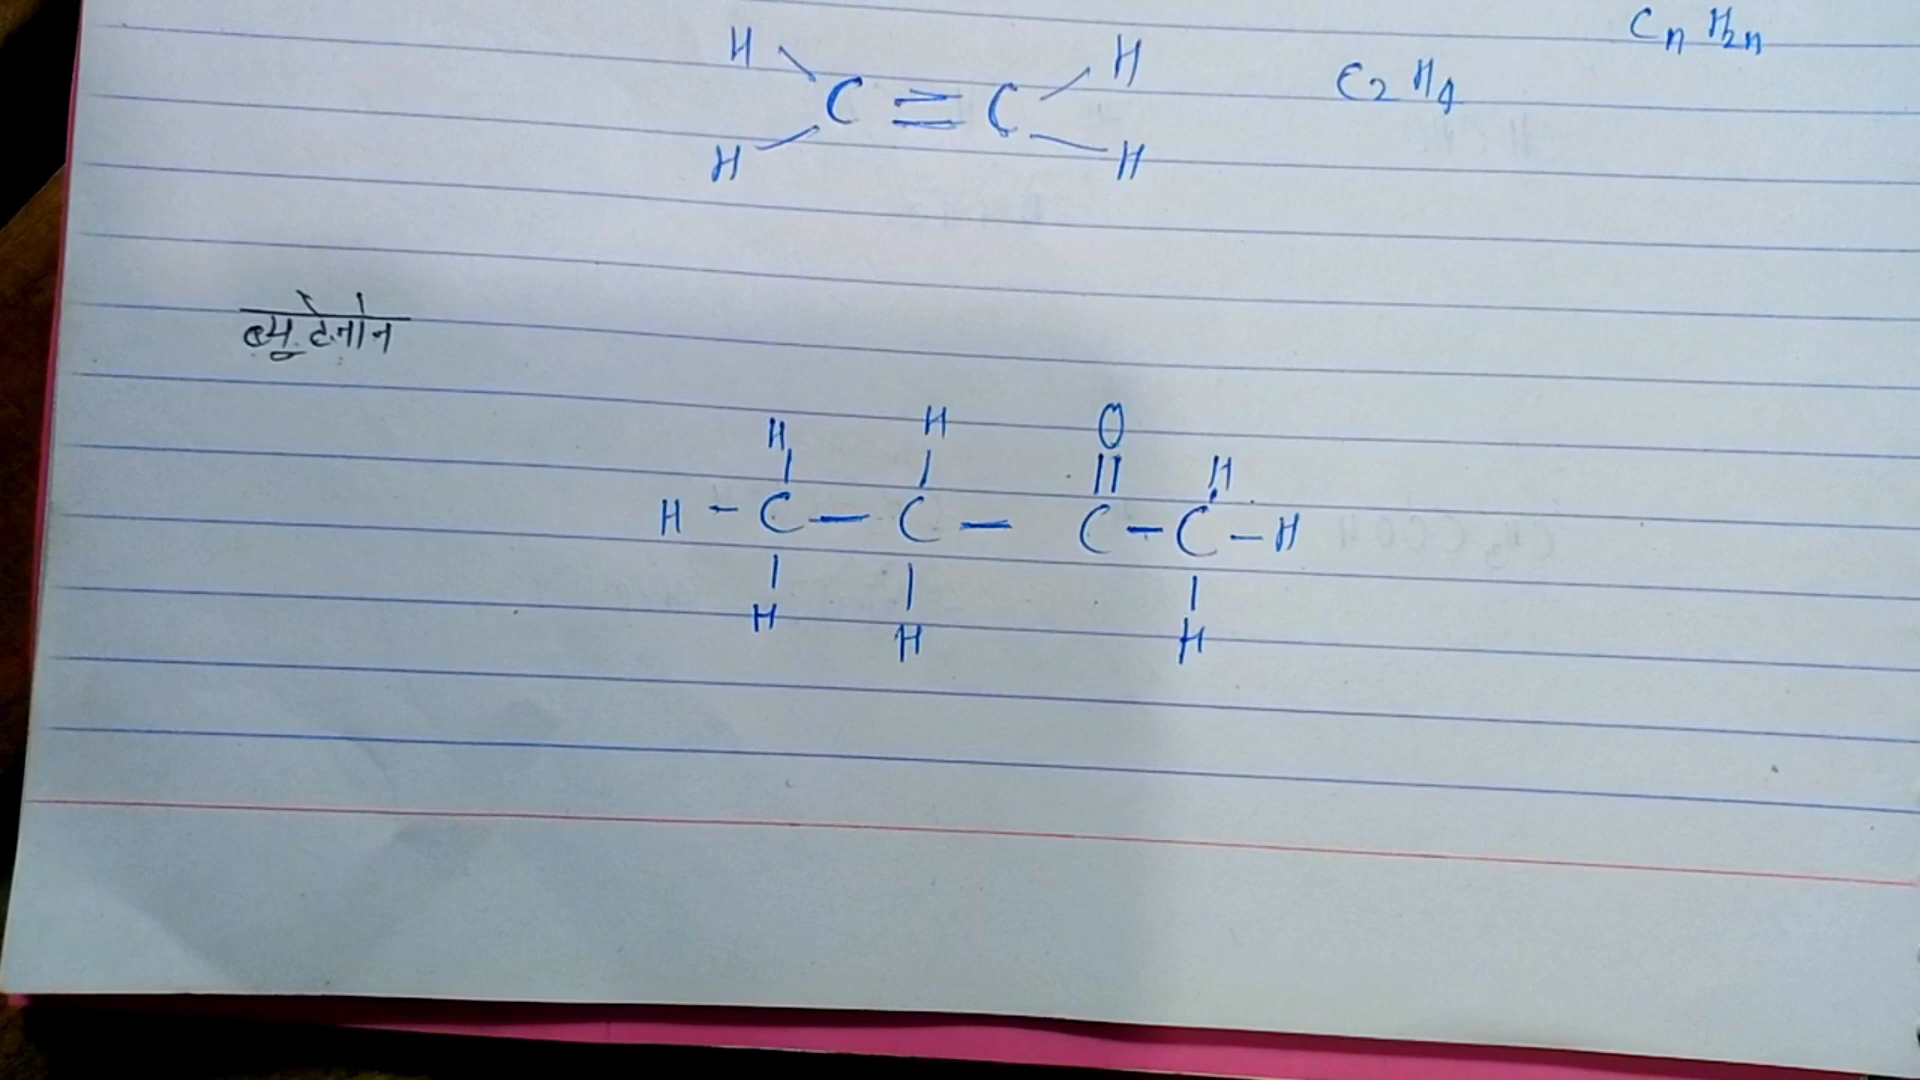 CnH2n
H H
C = C C2H4
H H
ब्यूटेनोन
H H O
| | || H
H - C - C - C - C - H
| | |
H H H